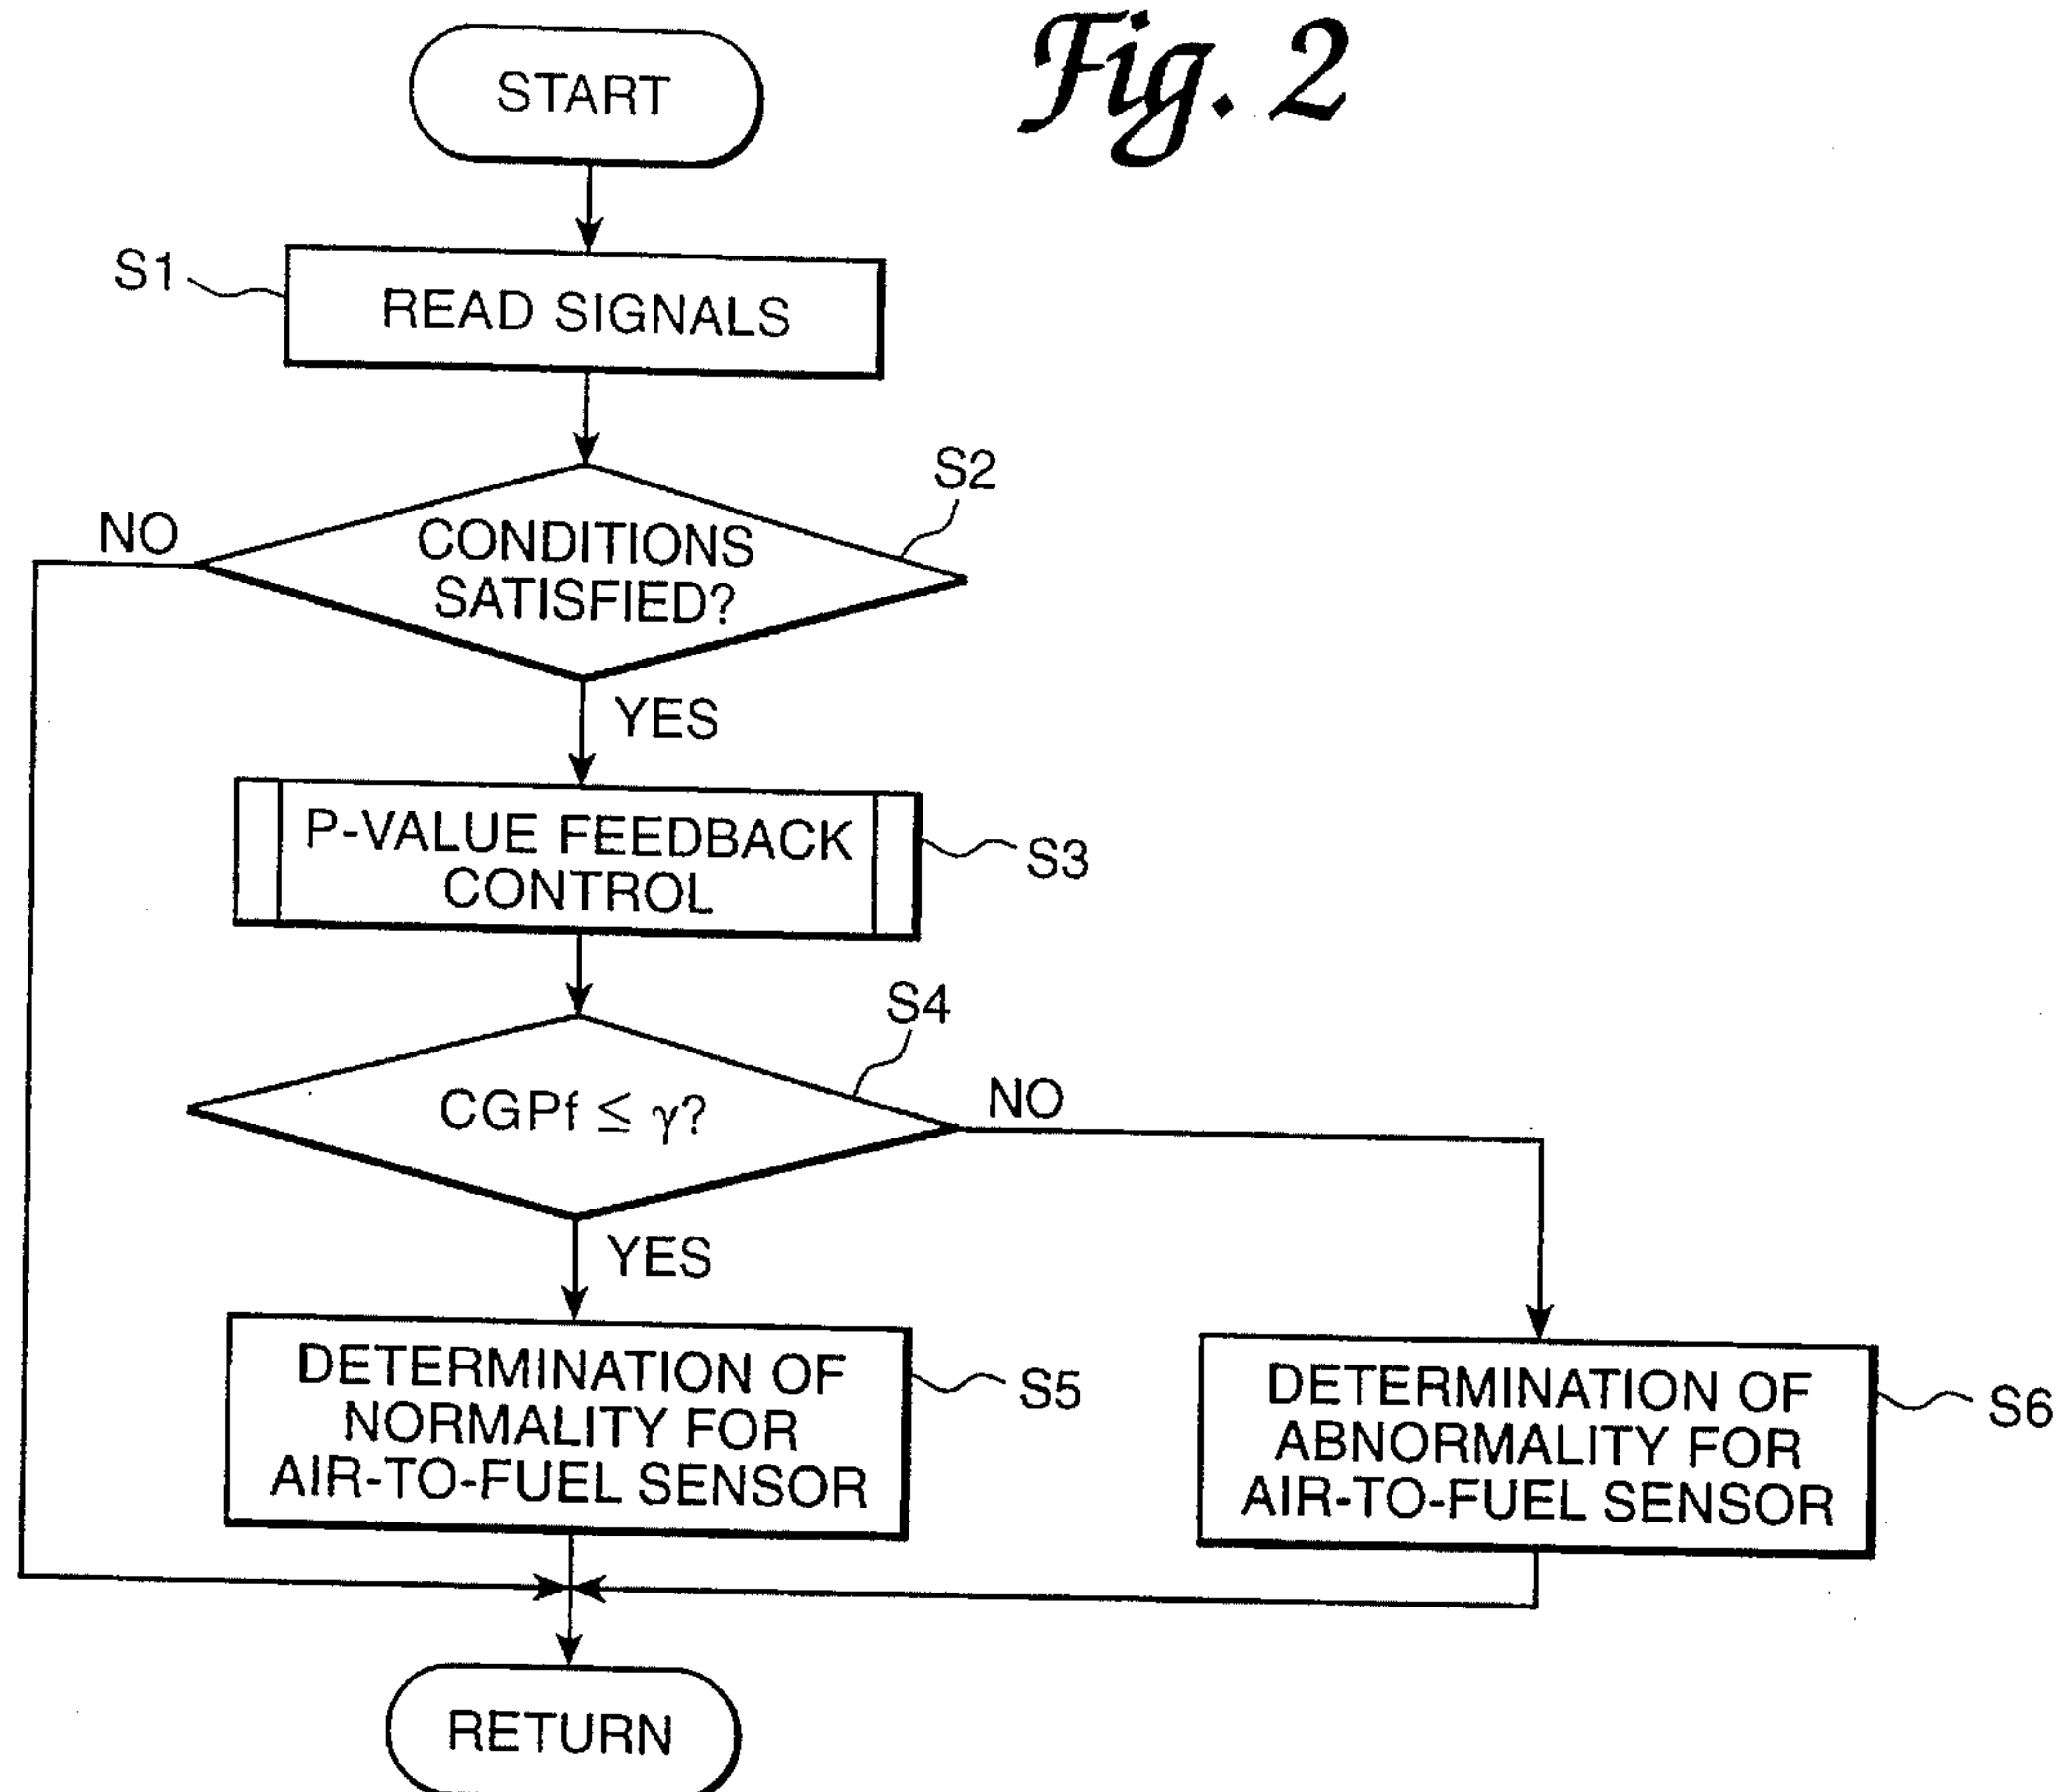 Fig. 2
START
S1
READ SIGNALS
S2
NO
CONDITIONS
SATISFIED?
YES
P-VALUE FEEDBACK
CONTROL
S3
S4
CGPf ≤ γ?
NO
YES
DETERMINATION OF
NORMALITY FOR
AIR-TO-FUEL SENSOR
S5
DETERMINATION OF
ABNORMALITY FOR
AIR-TO-FUEL SENSOR
S6
RETURN